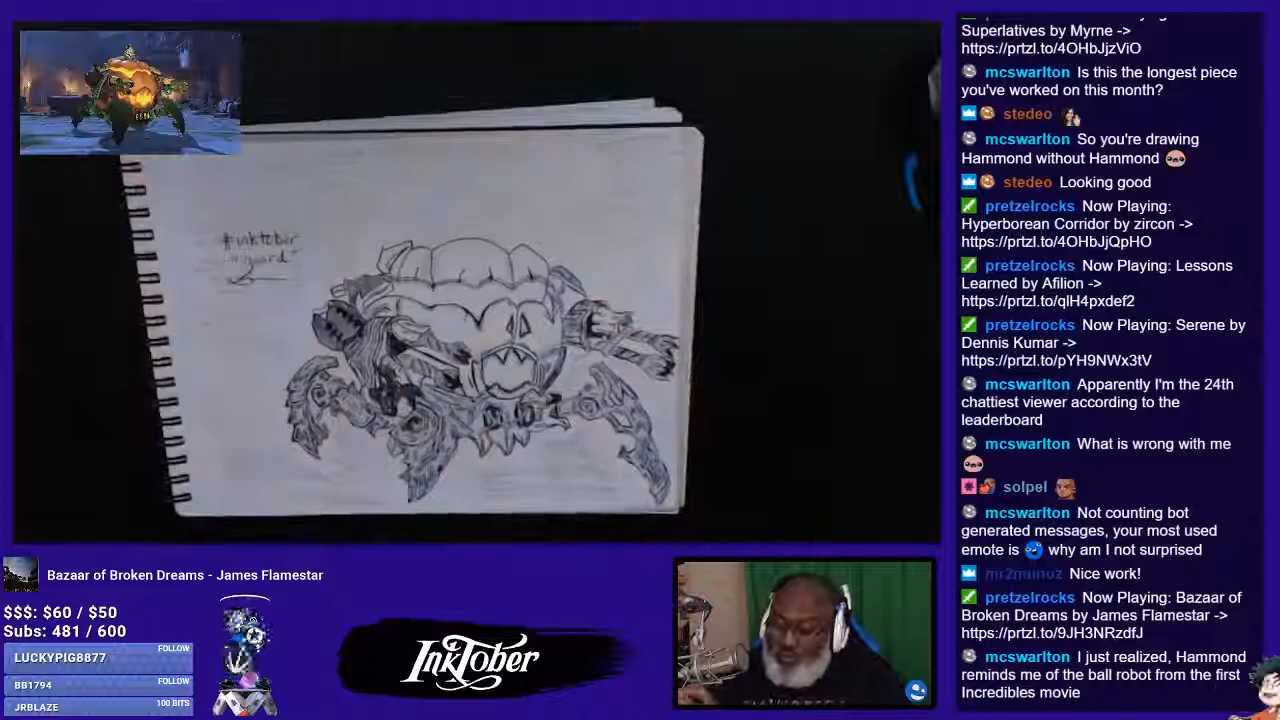 Superlatives by Myrne ->
https://prtzl.to/4OHbJjzViO
mcswarlton Is this the longest piece
you've worked on this month?
stedeo
mcswarlton So you're drawing
Hammond without Hammond
stedeo Looking good
pretzelrocks Now Playing:
Hyperborean Corridor by zircon ->
https://prtzl.to/4OHbJjQpHO
pretzelrocks Now Playing: Lessons
Learned by Afilion ->
https://prtzl.to/qlH4pxdef2
pretzelrocks Now Playing: Serene by
Dennis Kumar ->
https://prtzl.to/pYH9NWx3tV
mcswarlton Apparently I'm the 24th
chattiest viewer according to the
leaderboard
mcswarlton What is wrong with me
solpel
mcswarlton Not counting bot
generated messages, your most used
emote is why am I not surprised
mr2munoz Nice work!
pretzelrocks Now Playing: Bazaar of
Broken Dreams by James Flamestar ->
https://prtzl.to/9JH3NRzdfJ
mcswarlton I just realized, Hammond
reminds me of the ball robot from the first
Incredibles movie
#inktober
Bazaar of Broken Dreams - James Flamestar
$$$: $60 / $50
Subs: 481 / 600
FOLLOW
LUCKYPIG8877
FOLLOW
BB1794
100 BITS
JRBLAZE
InkTober